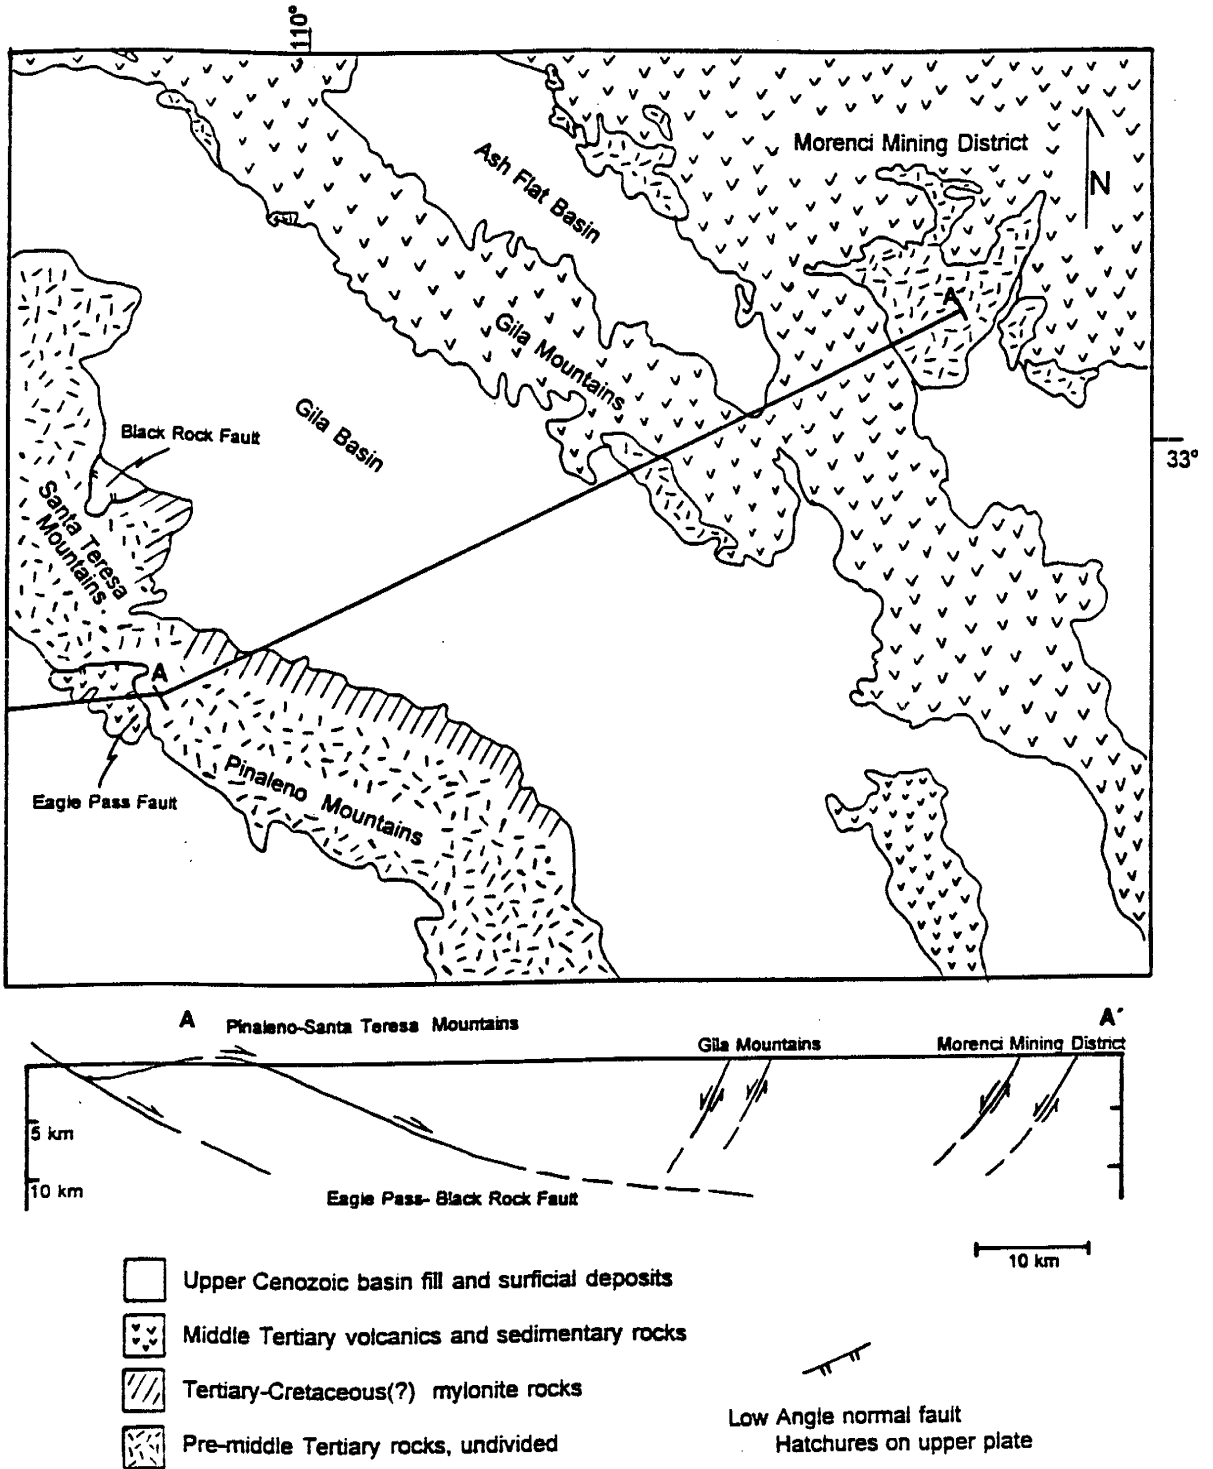 110°
Morenci Mining District
N
Ash Flat Basin
A
Gila Mountains
Gila Basin
33°
Black Rock Fault
Santa Teresa
Mountains
A
Pinaleno Mountains
Eagle Pass Fault
A Pinaleno-Santa Teresa Mountains A´
Gila Mountains Morenci Mining District
5 km
10 km
Eagle Pass- Black Rock Fault
10 km
Upper Cenozoic basin fill and surficial deposits
Middle Tertiary volcanics and sedimentary rocks
Tertiary-Cretaceous(?) mylonite rocks
Pre-middle Tertiary rocks, undivided
Low Angle normal fault
Hatchures on upper plate